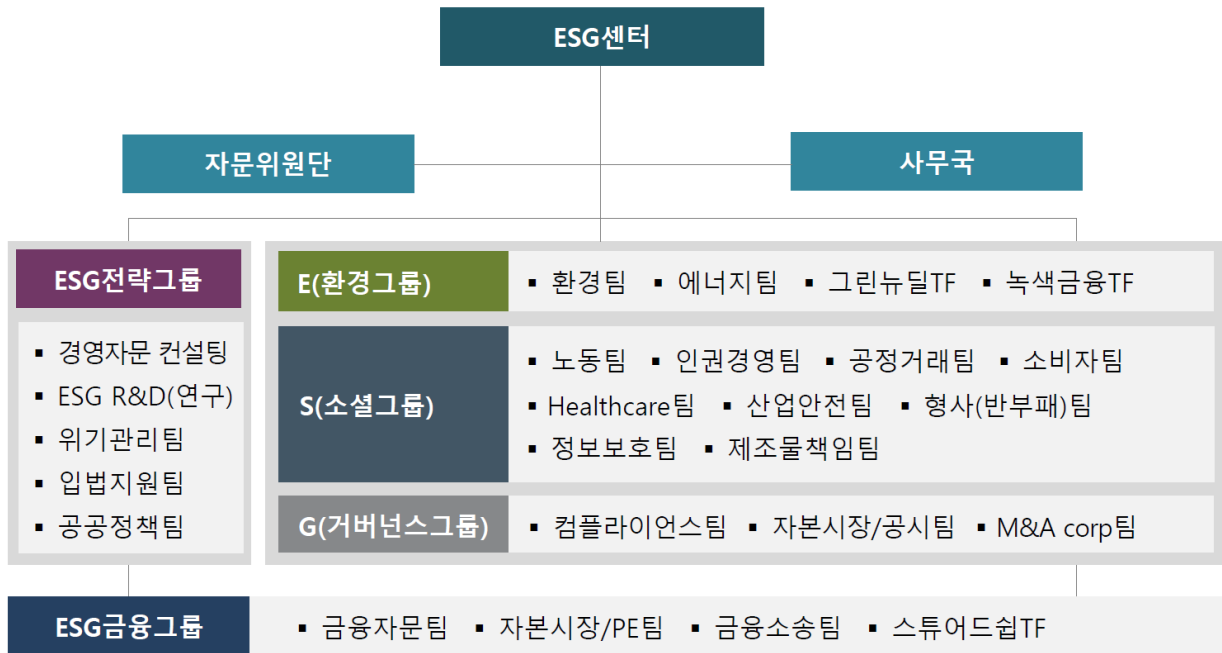 ESG센터
자문위원단
사무국
ESG전략그룹
▪ 경영자문 컨설팅
▪ ESG R&D(연구)
▪ 위기관리팀
▪ 입법지원팀
▪ 공공정책팀
E(환경그룹)
▪ 환경팀 ▪ 에너지팀 ▪ 그린뉴딜TF ▪ 녹색금융TF
S(소셜그룹)
▪ 노동팀 ▪ 인권경영팀 ▪ 공정거래팀 ▪ 소비자팀
▪ Healthcare팀 ▪ 산업안전팀 ▪ 형사(반부패)팀
▪ 정보보호팀 ▪ 제조물책임팀
G(거버넌스그룹)
▪ 컴플라이언스팀 ▪ 자본시장/공시팀 ▪ M&A corp팀
ESG금융그룹
▪ 금융자문팀 ▪ 자본시장/PE팀 ▪ 금융소송팀 ▪ 스튜어드쉽TF